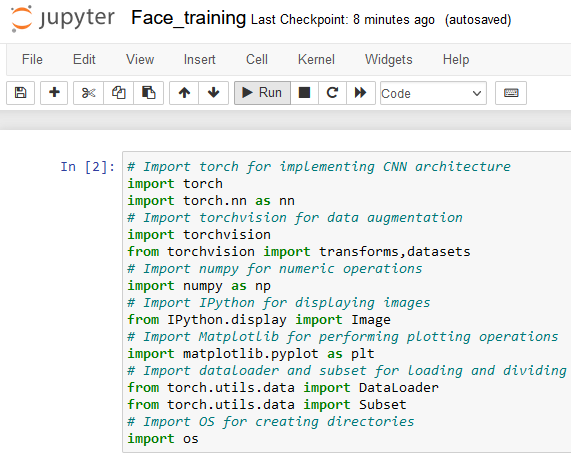 jupyter Face_training Last Checkpoint: 8 minutes ago (autosaved)
File Edit View Insert Cell Kernel Widgets Help
Run Code
In [2]: # Import torch for implementing CNN architecture
import torch
import torch.nn as nn
# Import torchvision for data augmentation
import torchvision
from torchvision import transforms,datasets
# Import numpy for numeric operations
import numpy as np
# Import IPython for displaying images
from IPython.display import Image
# Import Matplotlib for performing plotting operations
import matplotlib.pyplot as plt
# Import dataloader and subset for loading and dividing
from torch.utils.data import DataLoader
from torch.utils.data import Subset
# Import OS for creating directories
import os